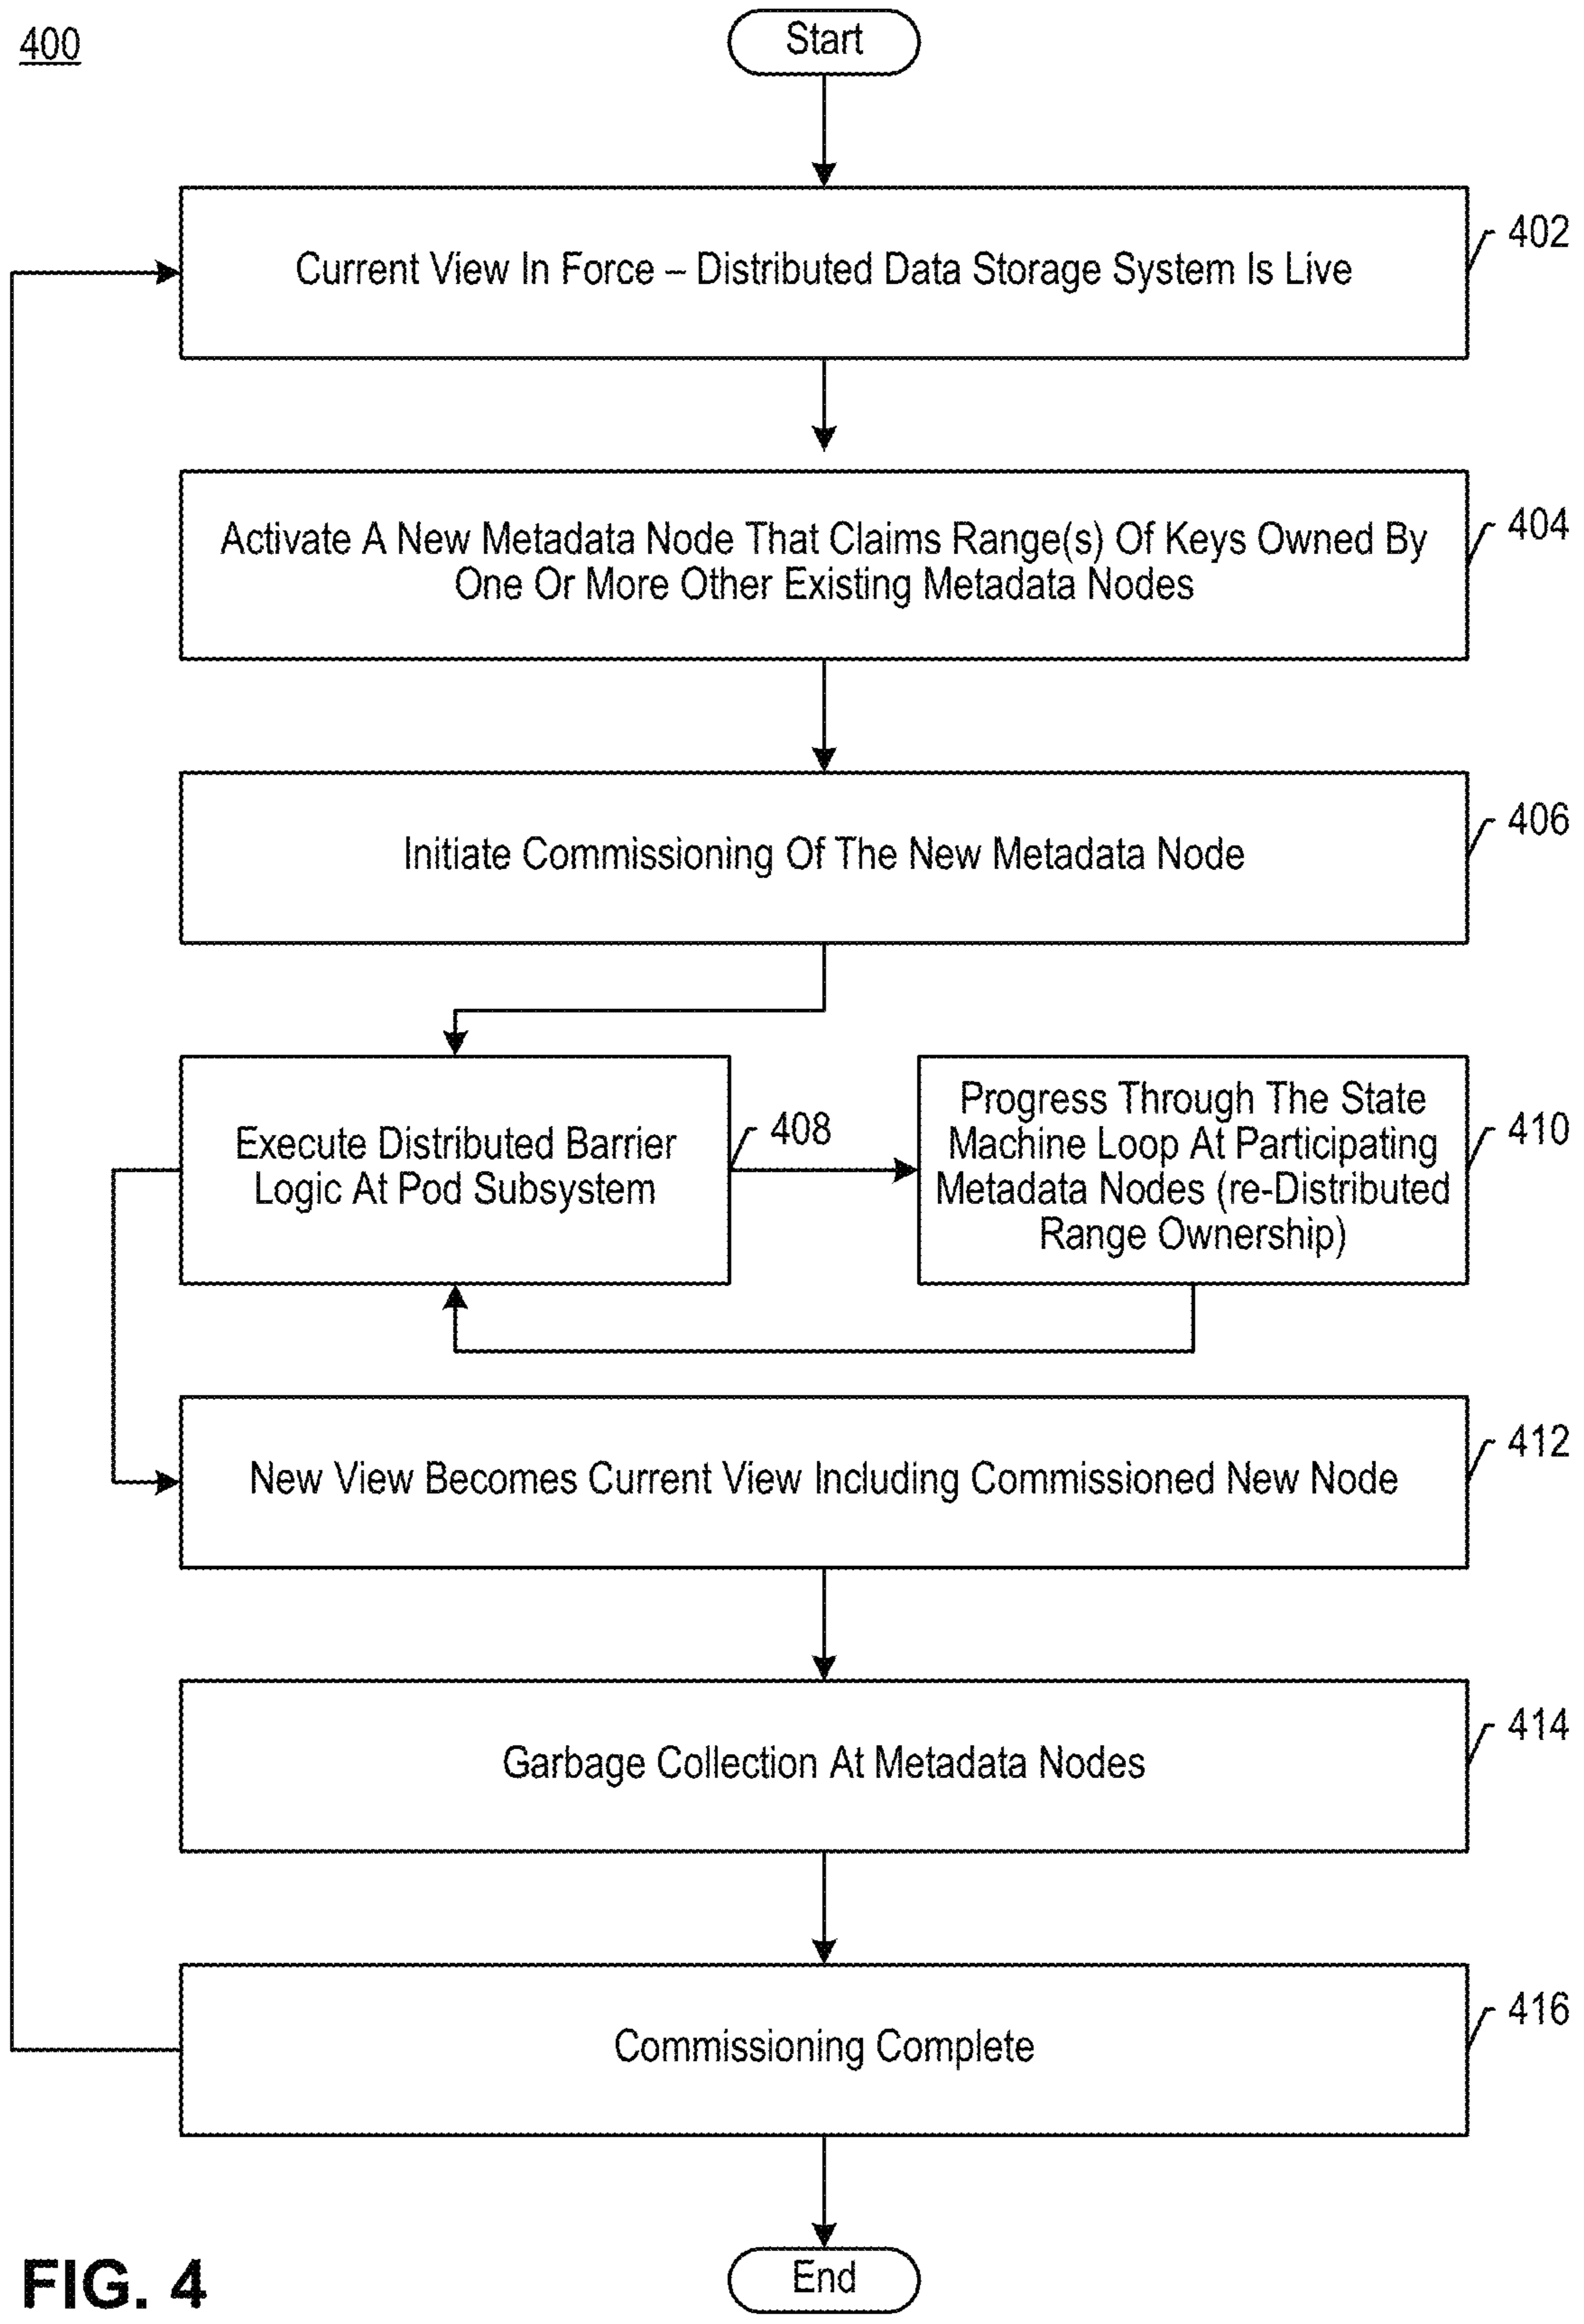 400
Start
402
Current View In Force – Distributed Data Storage System Is Live
404
Activate A New Metadata Node That Claims Range(s) Of Keys Owned By
One Or More Other Existing Metadata Nodes
406
Initiate Commissioning Of The New Metadata Node
408
Execute Distributed Barrier
Logic At Pod Subsystem
410
Progress Through The State
Machine Loop At Participating
Metadata Nodes (re-Distributed
Range Ownership)
412
New View Becomes Current View Including Commissioned New Node
414
Garbage Collection At Metadata Nodes
416
Commissioning Complete
End
FIG. 4